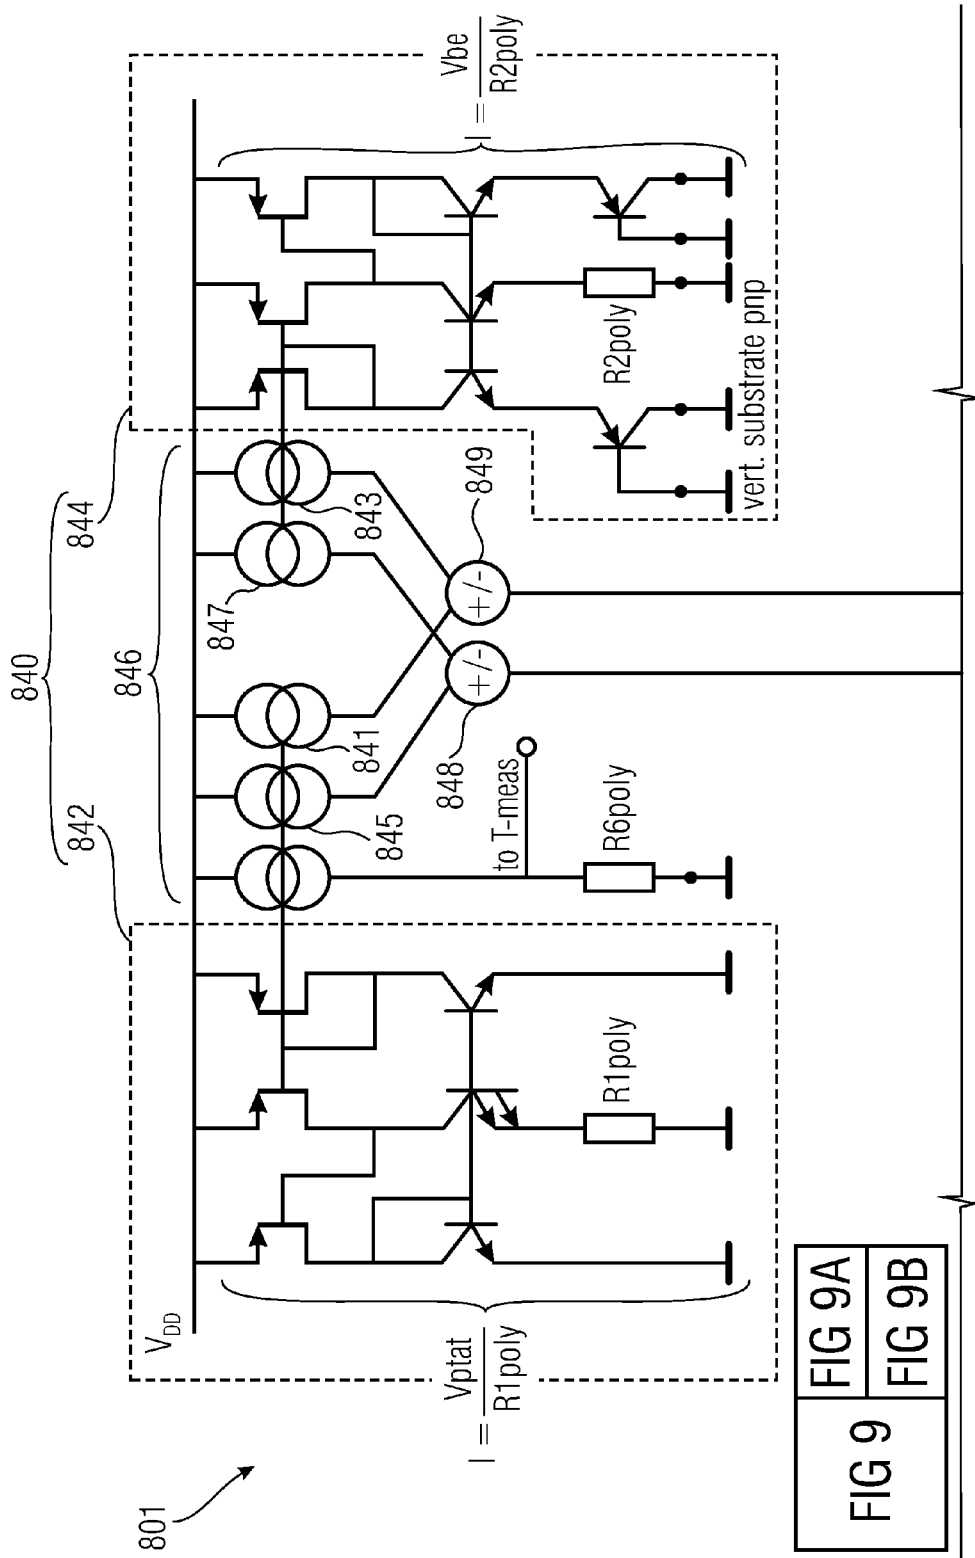 801
840
842
844
846
V_DD
845
841
847
843
848
849
+/-
+/-
to T-meas
R6poly
R1poly
R2poly
vert. substrate pnp
I = Vptat / R1poly
I = Vbe / R2poly
FIG 9
FIG 9A
FIG 9B